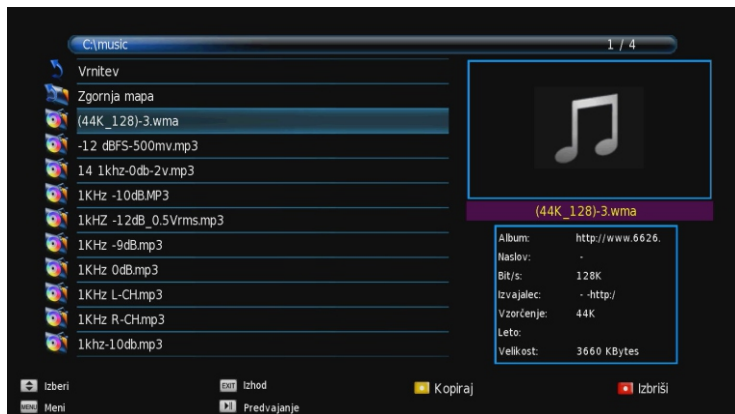 C:\music 1 / 4
Vrnitev
Zgornja mapa
(44K_128)-3.wma
-12 dBFS-500mv.mp3
14 1khz-0db-2v.mp3
1KHz -10dB.MP3
1kHZ -12dB_0.5Vrms.mp3
1KHz -9dB.mp3
1KHz 0dB.mp3
1KHz L-CH.mp3
1KHz R-CH.mp3
1khz-10db.mp3
(44K_128)-3.wma
Album: http://www.6626.
Naslov: -
Bit/s: 128K
Izvajalec: - -http:/
Vzorčenje: 44K
Leto:
Velikost: 3660 KBytes
Izberi EXIT Izhod Kopiraj Izbriši
MENU Meni Predvajanje